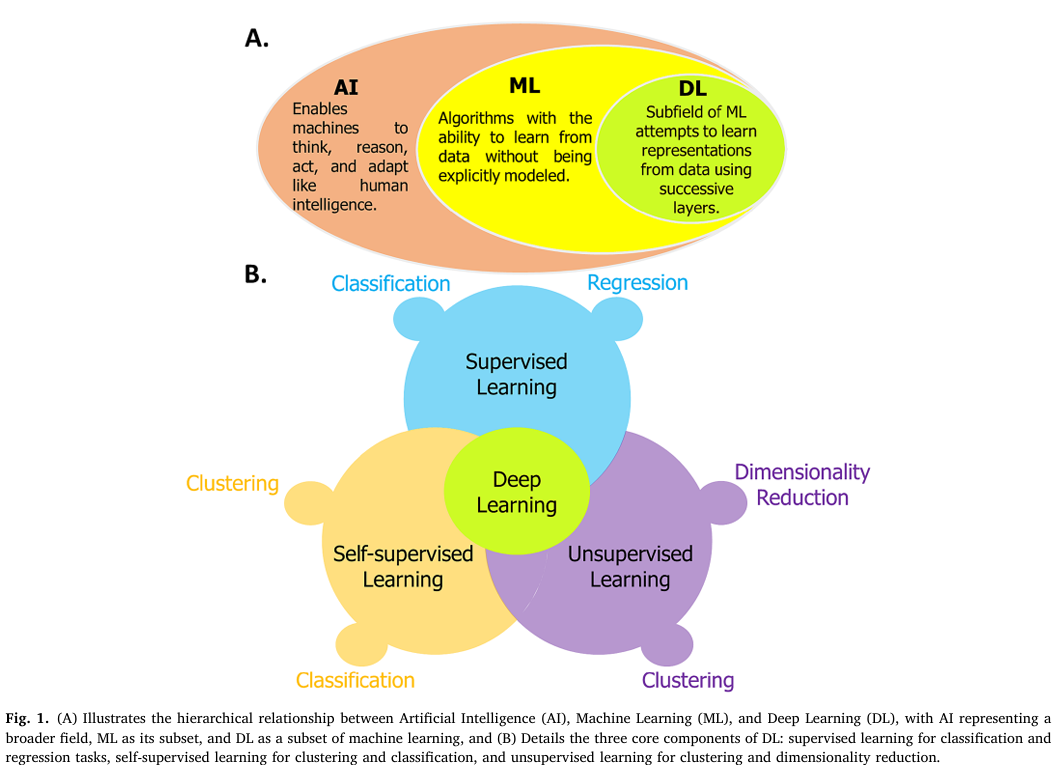 A.
AI
Enables
machines to
think, reason,
act, and adapt
like human
intelligence.
ML
Algorithms with the
ability to learn from
data without being
explicitly modeled.
DL
Subfield of ML
attempts to learn
representations
from data using
successive
layers.
B.
Classification
Regression
Supervised
Learning
Clustering
Deep
Learning
Dimensionality
Reduction
Self-supervised
Learning
Unsupervised
Learning
Classification
Clustering
Fig. 1. (A) Illustrates the hierarchical relationship between Artificial Intelligence (AI), Machine Learning (ML), and Deep Learning (DL), with AI representing a
broader field, ML as its subset, and DL as a subset of machine learning, and (B) Details the three core components of DL: supervised learning for classification and
regression tasks, self-supervised learning for clustering and classification, and unsupervised learning for clustering and dimensionality reduction.